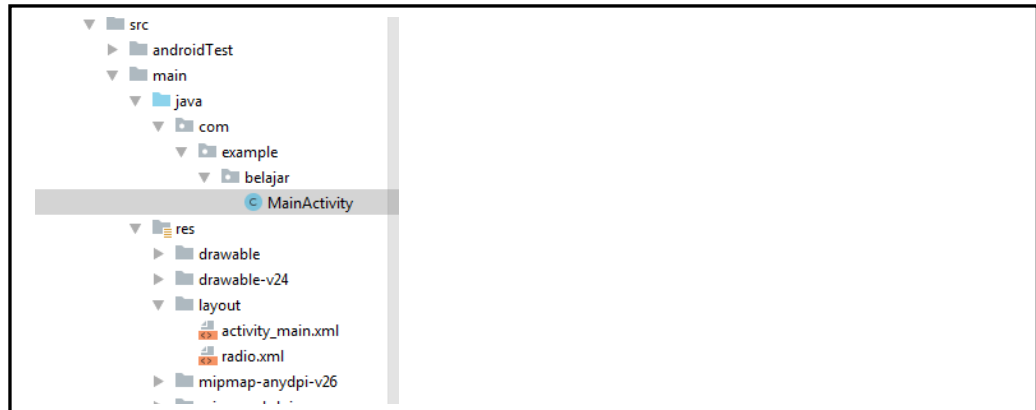 src
androidTest
main
java
com
example
belajar
C MainActivity
res
drawable
drawable-v24
layout
activity_main.xml
radio.xml
mipmap-anydpi-v26